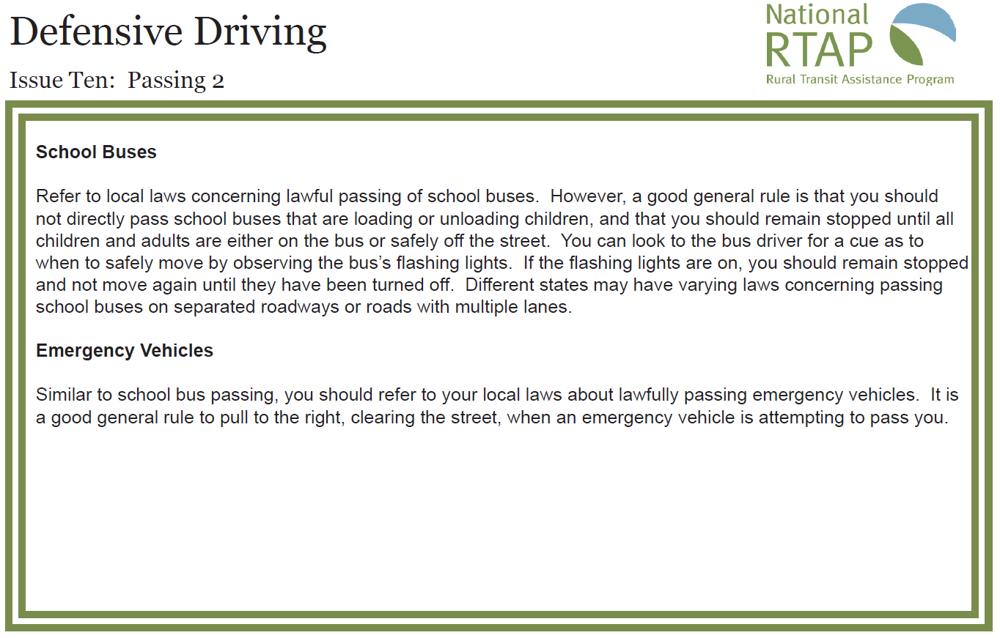 Defensive Driving
Issue Ten:  Passing 2
National
RTAP
Rural Transit Assistance Program
School Buses
Refer to local laws concerning lawful passing of school buses.  However, a good general rule is that you should
not directly pass school buses that are loading or unloading children, and that you should remain stopped until all
children and adults are either on the bus or safely off the street.  You can look to the bus driver for a cue as to
when to safely move by observing the bus’s flashing lights.  If the flashing lights are on, you should remain stopped
and not move again until they have been turned off.  Different states may have varying laws concerning passing
school buses on separated roadways or roads with multiple lanes.
Emergency Vehicles
Similar to school bus passing, you should refer to your local laws about lawfully passing emergency vehicles.  It is
a good general rule to pull to the right, clearing the street, when an emergency vehicle is attempting to pass you.